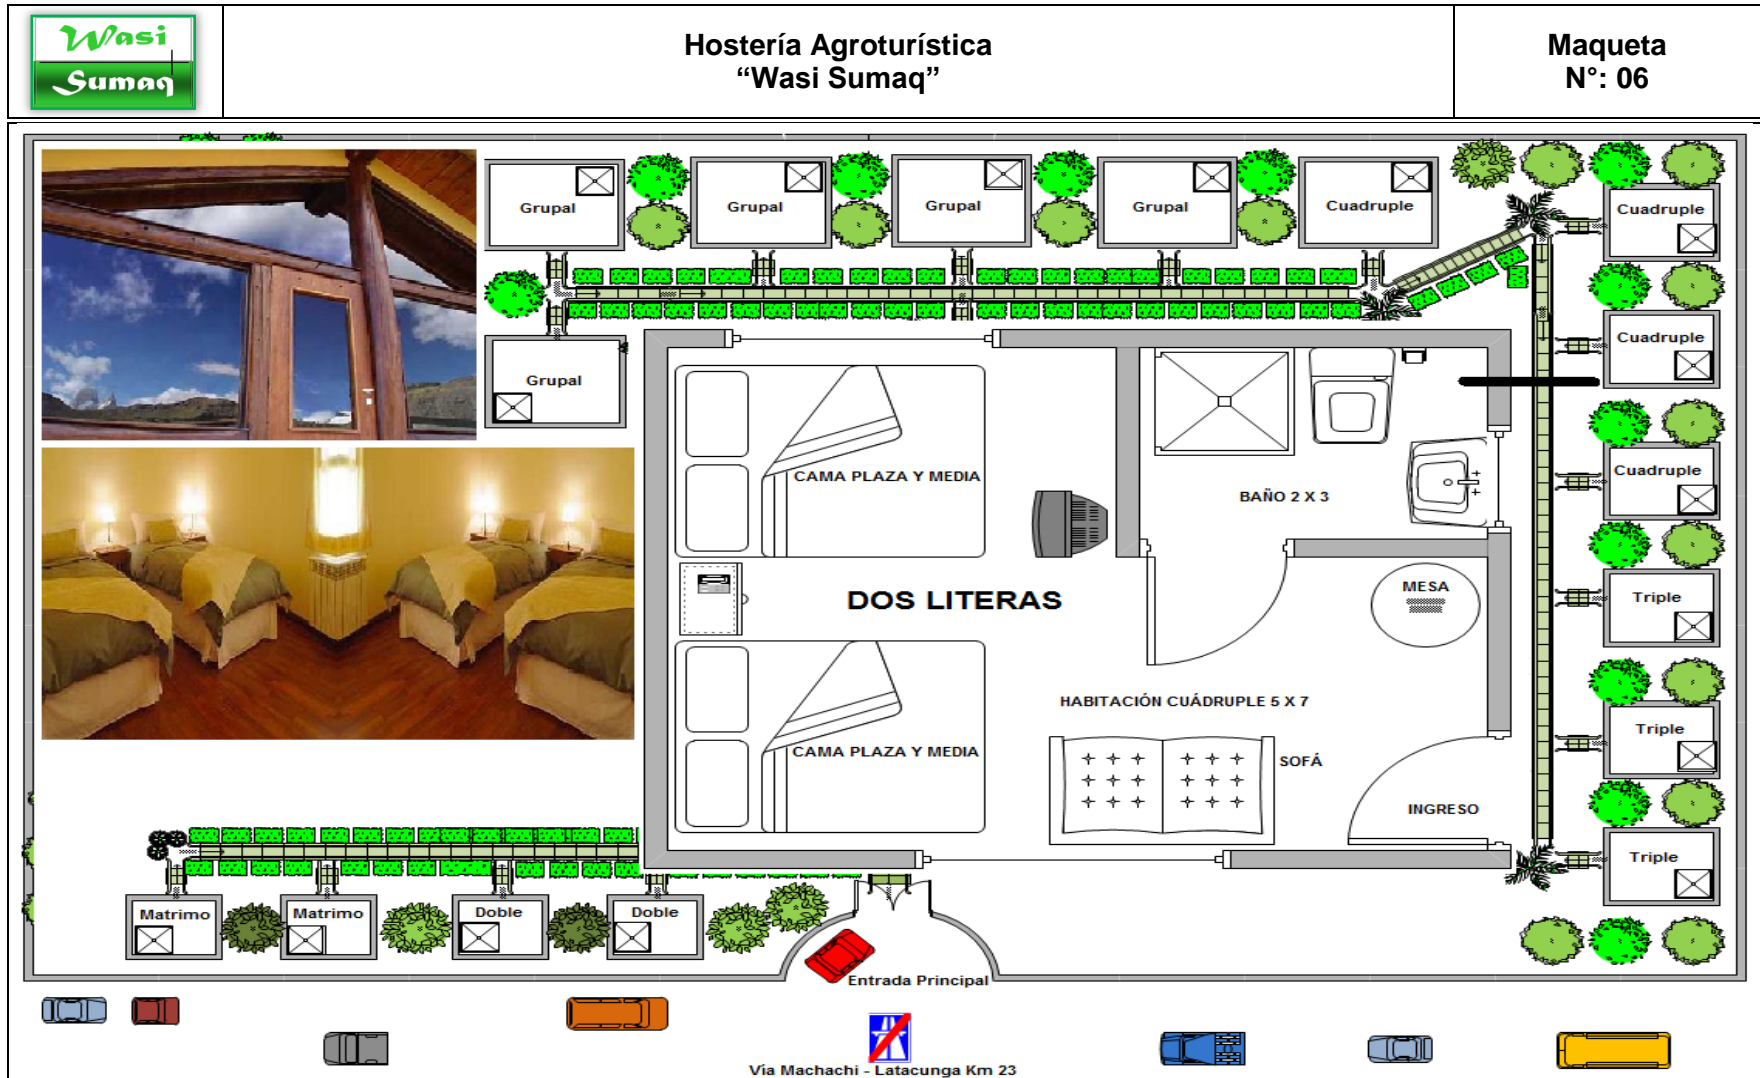 Wasi
Sumaq
Hostería Agroturística
“Wasi Sumaq”
Maqueta
N°: 06
Grupal
Grupal
Grupal
Grupal
Cuadruple
Cuadruple
Grupal
Cuadruple
Cuadruple
Triple
Triple
Triple
CAMA PLAZA Y MEDIA
BAÑO 2 X 3
DOS LITERAS
MESA
HABITACIÓN CUÁDRUPLE 5 X 7
CAMA PLAZA Y MEDIA
SOFÁ
INGRESO
Matrimo
Matrimo
Doble
Doble
Entrada Principal
Vía Machachi - Latacunga Km 23